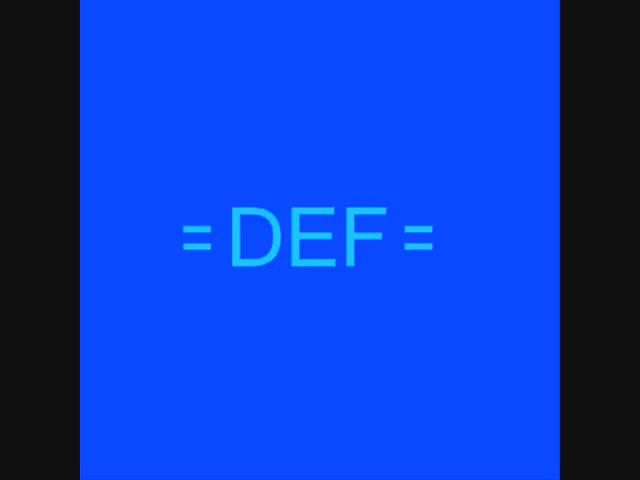 = DEF =